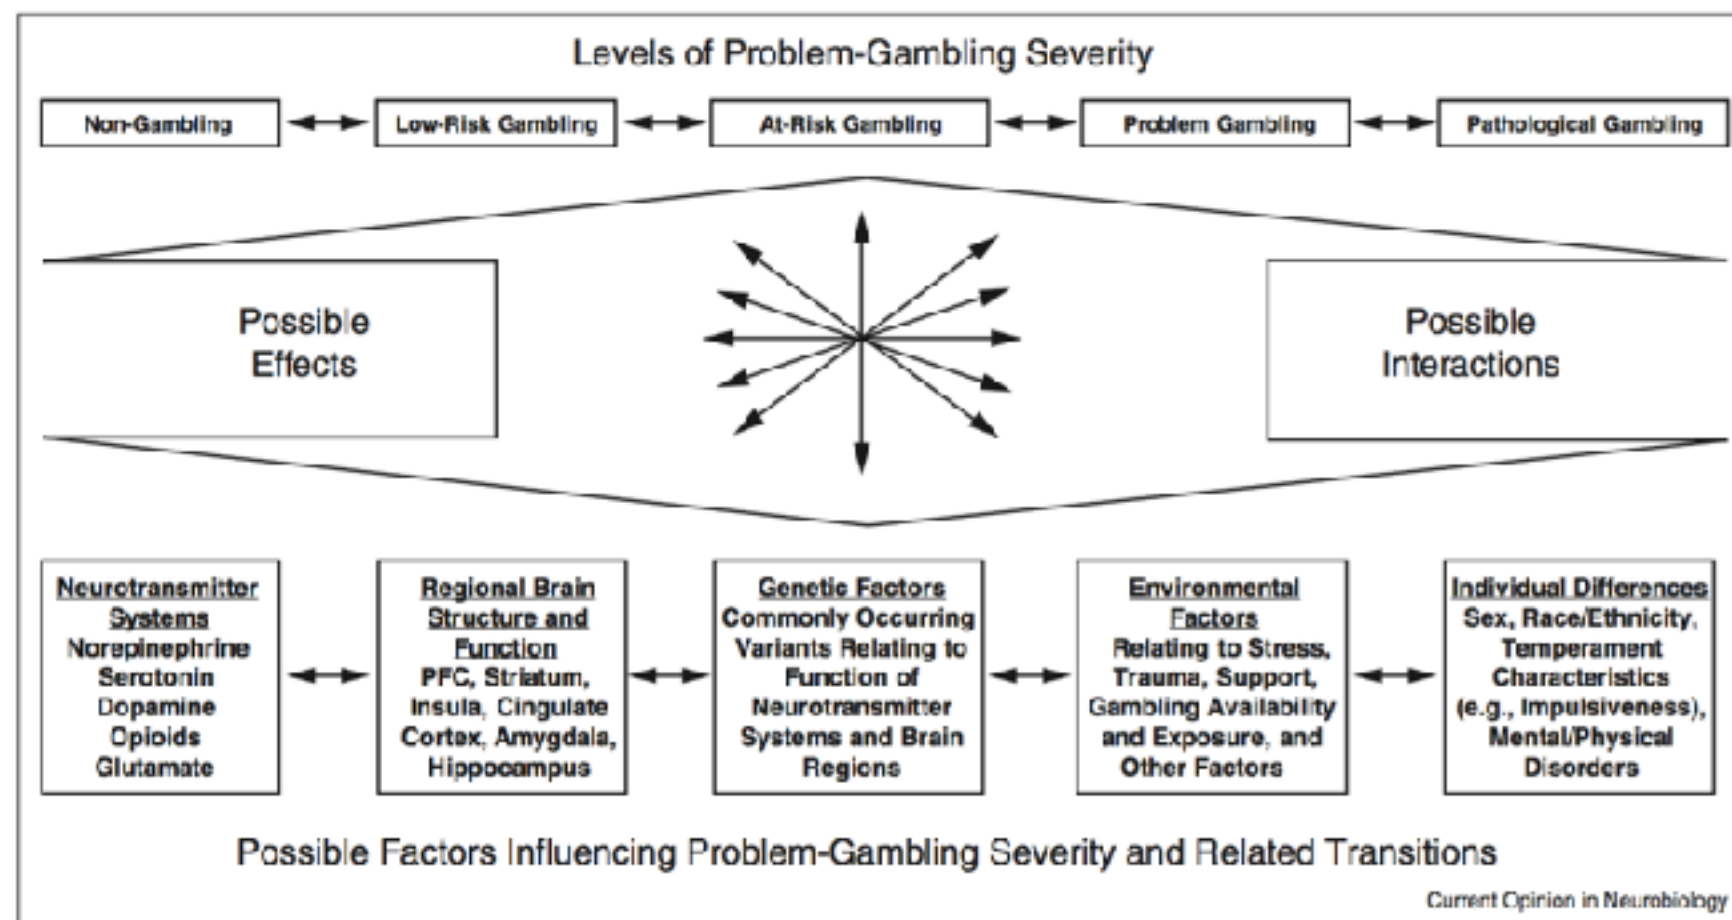 Levels of Problem-Gambling Severity
Non-Gambling
Low-Risk Gambling
At-Risk Gambling
Problem Gambling
Pathological Gambling
Possible
Effects
Possible
Interactions
Neurotransmitter
Systems
Norepinephrine
Serotonin
Dopamine
Opioids
Glutamate
Regional Brain
Structure and
Function
PFC, Striatum,
Insula, Cingulate
Cortex, Amygdala,
Hippocampus
Genetic Factors
Commonly Occurring
Variants Relating to
Function of
Neurotransmitter
Systems and Brain
Regions
Environmental
Factors
Relating to Stress,
Trauma, Support,
Gambling Availability
and Exposure, and
Other Factors
Individual Differences
Sex, Race/Ethnicity,
Temperament
Characteristics
(e.g., Impulsiveness),
Mental/Physical
Disorders
Possible Factors Influencing Problem-Gambling Severity and Related Transitions
Current Opinion in Neurobiology